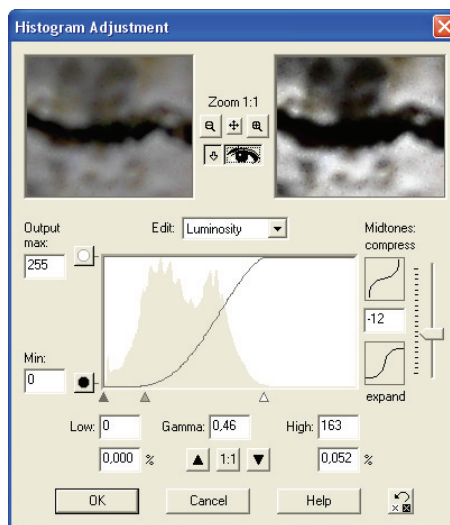 Histogram Adjustment
Zoom 1:1
Output max:
Edit: Luminosity
Midtones: compress
255
-12
Min:
0
expand
Low: 0 Gamma: 0,46 High: 163
0,000 % 1:1 0,052 %
OK Cancel Help